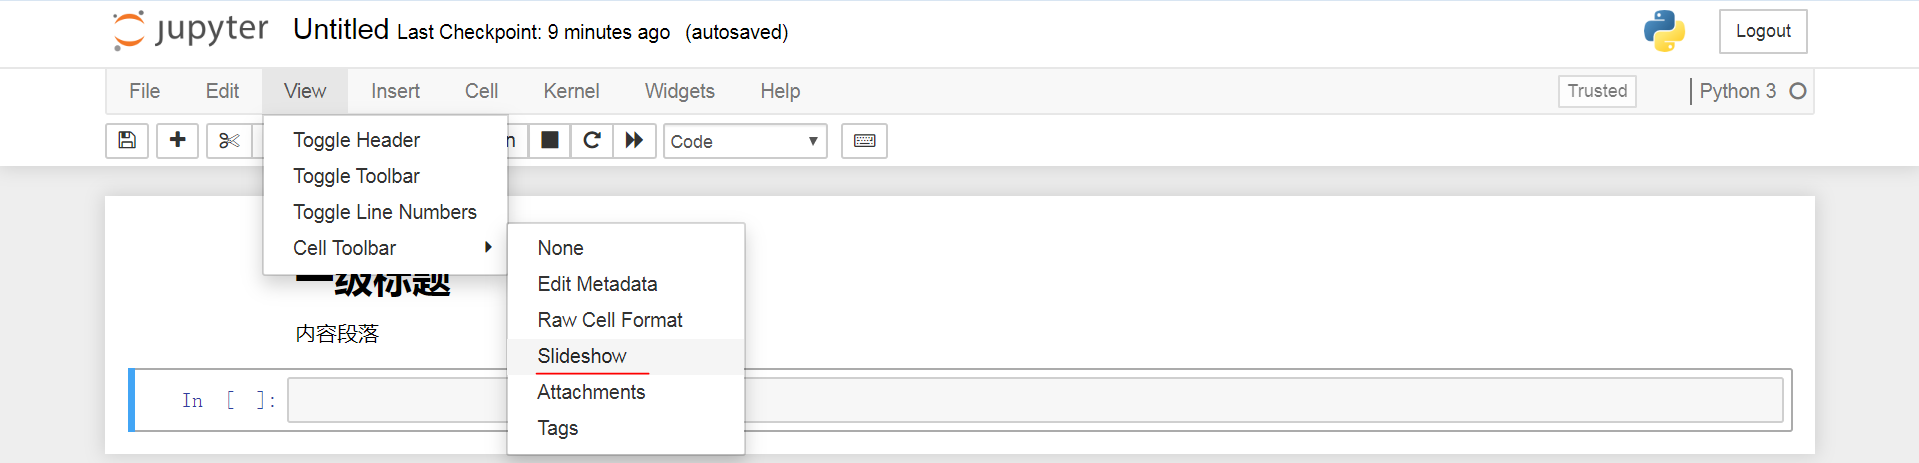 jupyter Untitled Last Checkpoint: 9 minutes ago (autosaved) Logout
File Edit View Insert Cell Kernel Widgets Help Trusted Python 3
Code
Toggle Header
Toggle Toolbar
Toggle Line Numbers
Cell Toolbar
None
Edit Metadata
Raw Cell Format
Slideshow
Attachments
Tags
一级标题
内容段落
In [ ]: